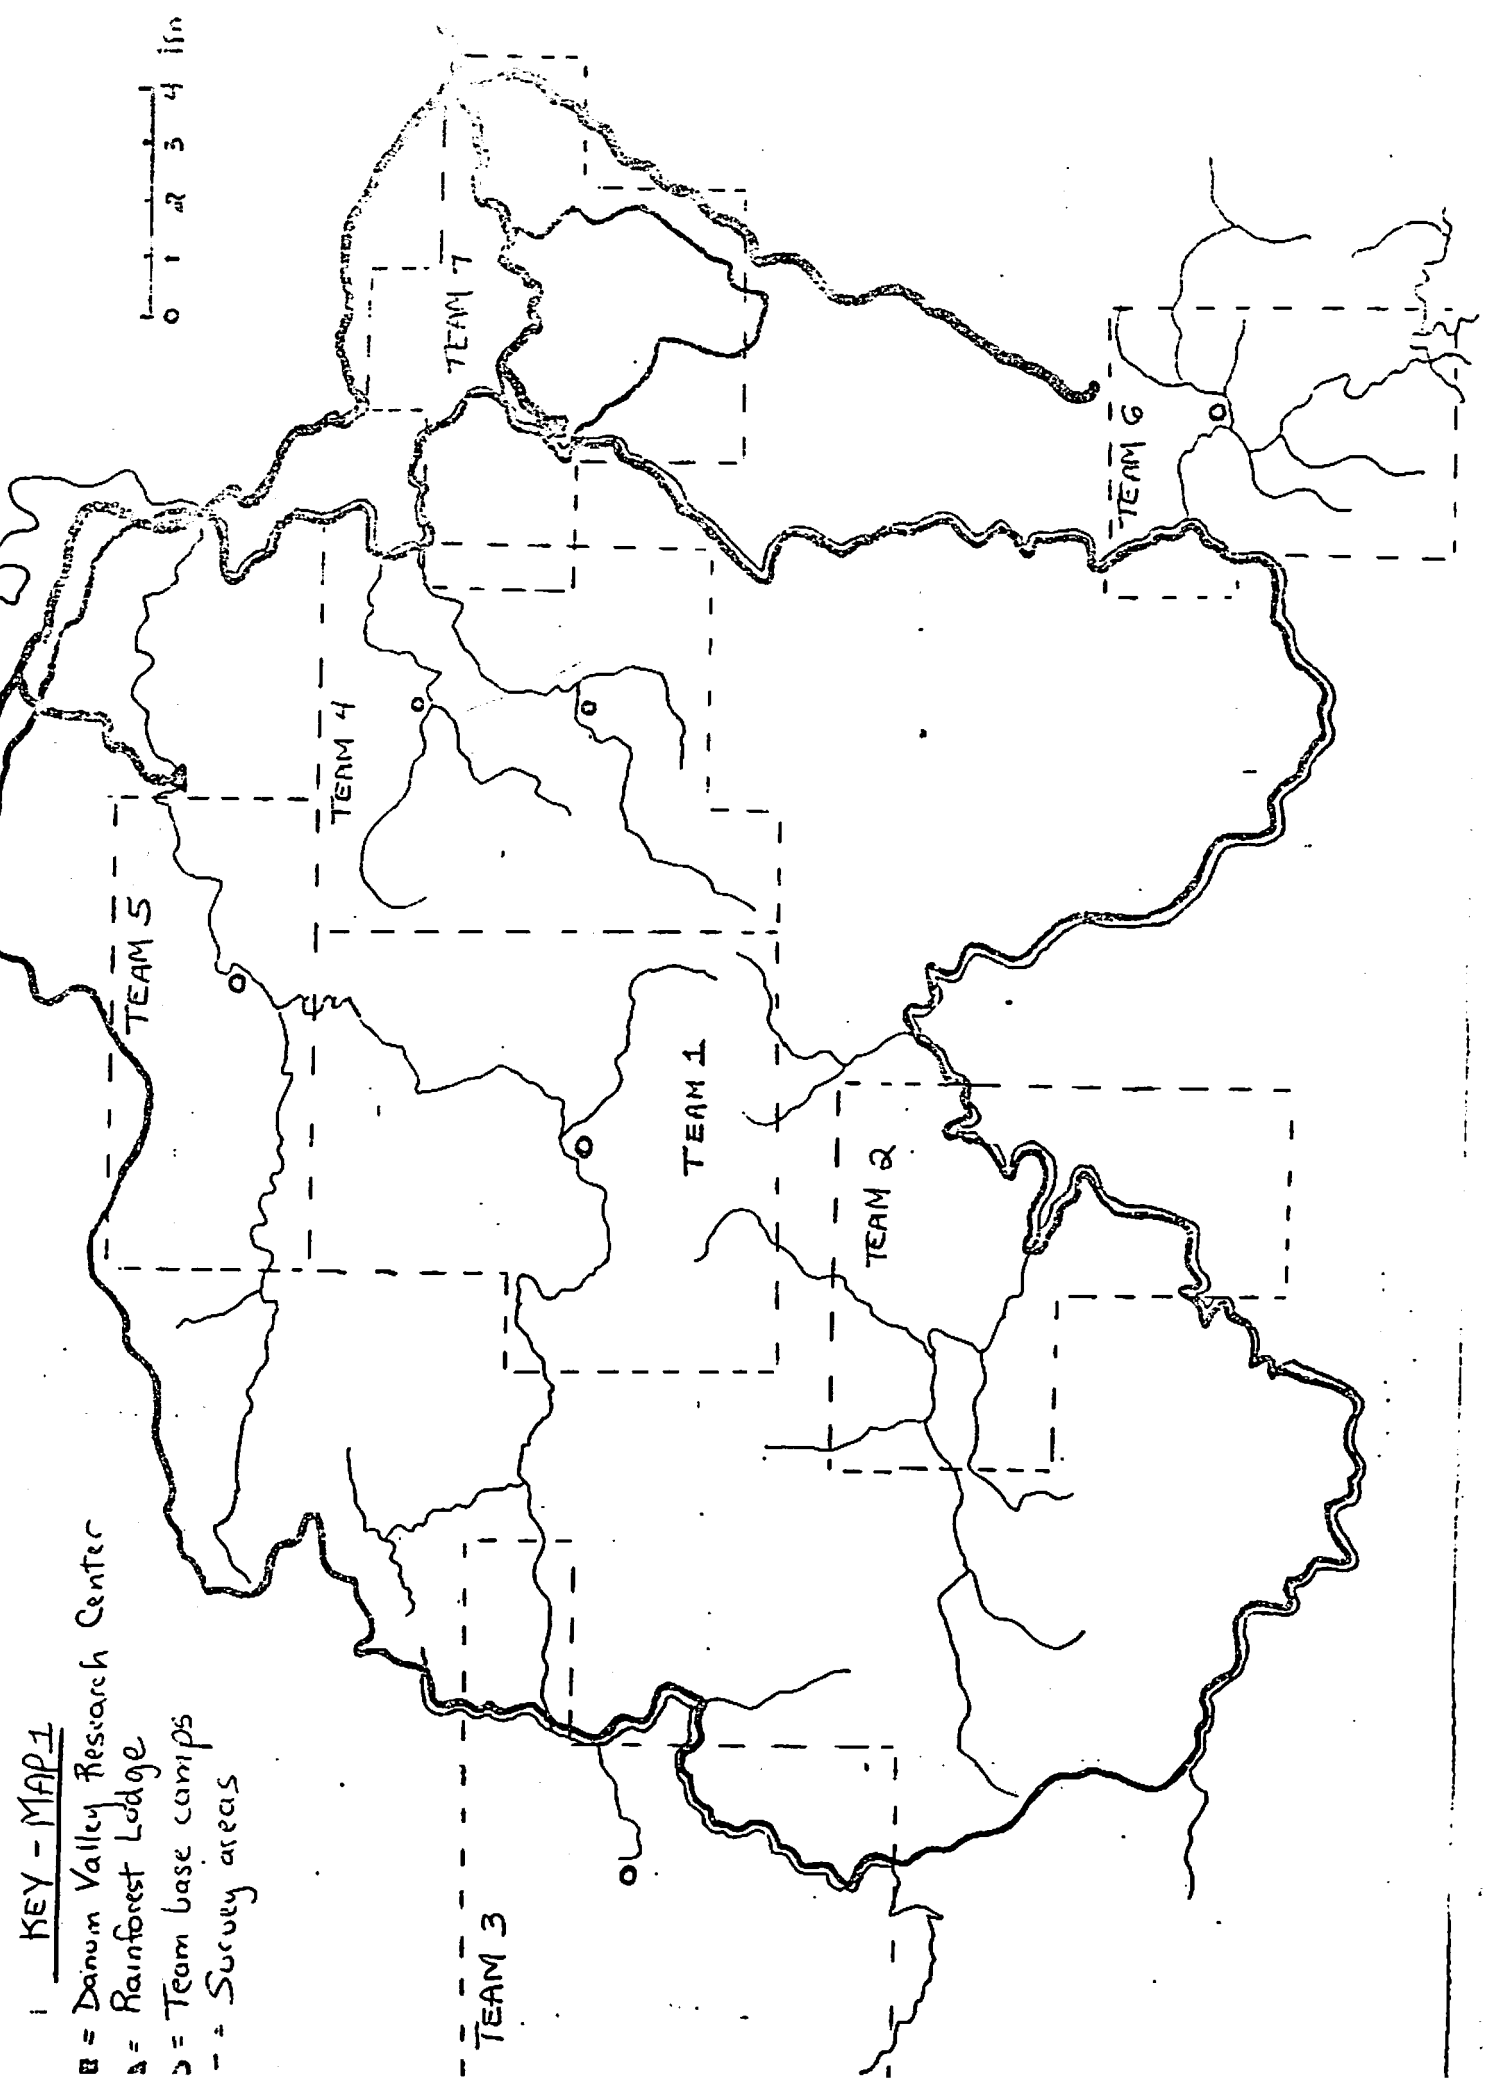 KEY - MAP 1
= Danum Valley Research Center
= Rainforest Lodge
= Team base camps
- = Survey areas
0 1 2 3 4 km
TEAM 5
TEAM 4
TEAM 7
TEAM 3
TEAM 1
TEAM 2
TEAM 6